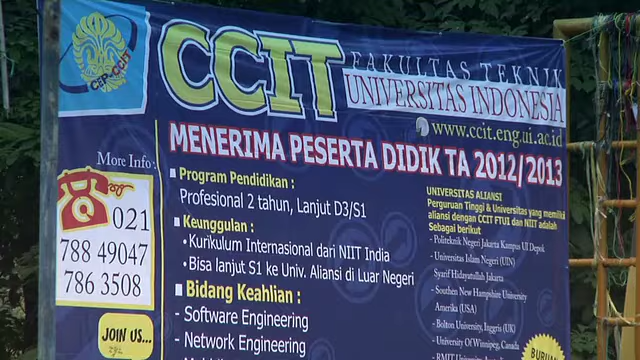 CEP-CCIT
CCIT
FAKULTAS TEKNIK
UNIVERSITAS INDONESIA
www.ccit.eng.ui.ac.id
MENERIMA PESERTA DIDIK TA 2012/2013
More Info:
021
788 49047
786 3508
JOIN US...
Program Pendidikan :
Profesional 2 tahun, Lanjut D3/S1
Keunggulan :
• Kurikulum Internasional dari NIIT India
• Bisa lanjut S1 ke Univ. Aliansi di Luar Negeri
Bidang Keahlian :
- Software Engineering
- Network Engineering
UNIVERSITAS ALIANSI
Perguruan Tinggi & Universitas yang memiliki
aliansi dengan CCIT FTUI dan NIIT adalah
Sebagai berikut
- Politeknik Negeri Jakarta Kampus UI Depok
- Universitas Islam Negeri (UIN)
Syarif Hidayatullah Jakarta
- Southen New Hampshire University
Amerika (USA)
- Bolton University, Inggris (UK)
- University Of Winnipeg, Canada
- RMIT